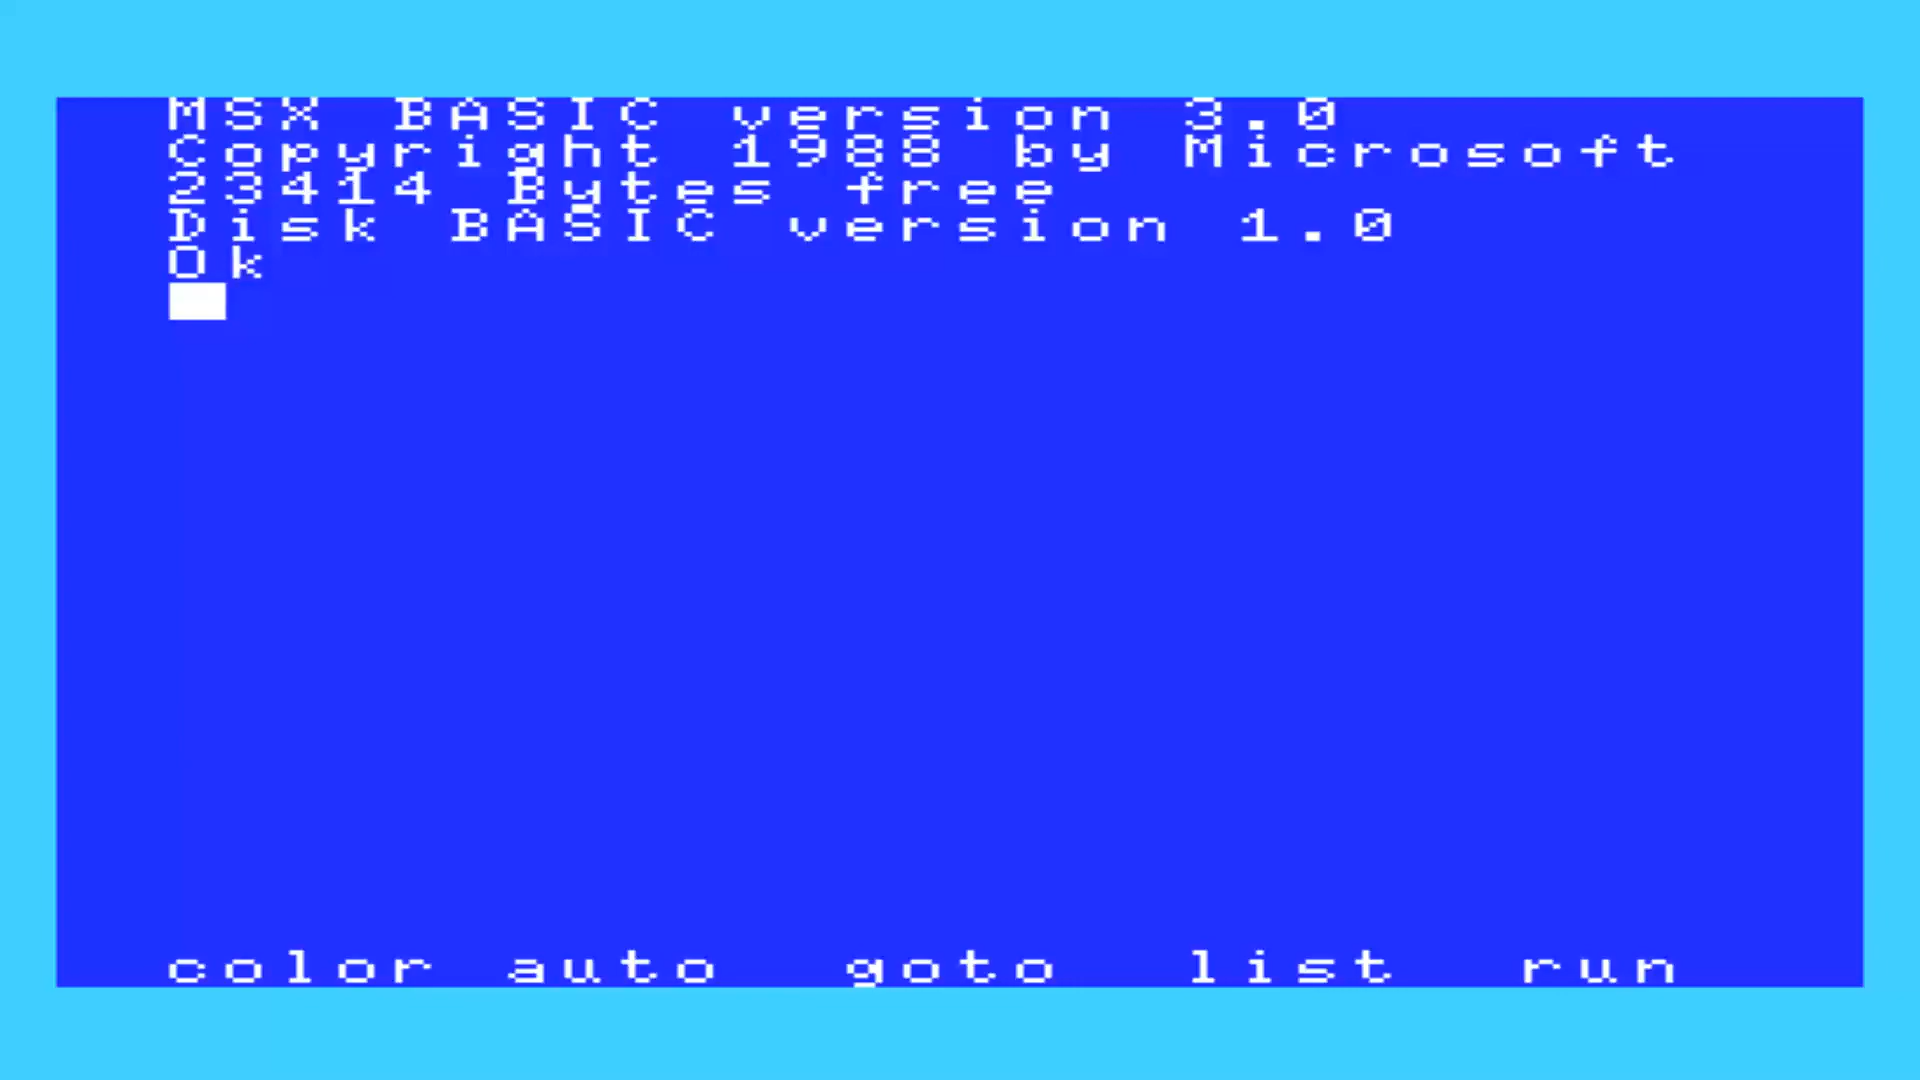 MSX BASIC version 3.0
Copyright 1988 by Microsoft
23414 Bytes free
Disk BASIC version 1.0
Ok
color auto goto list run